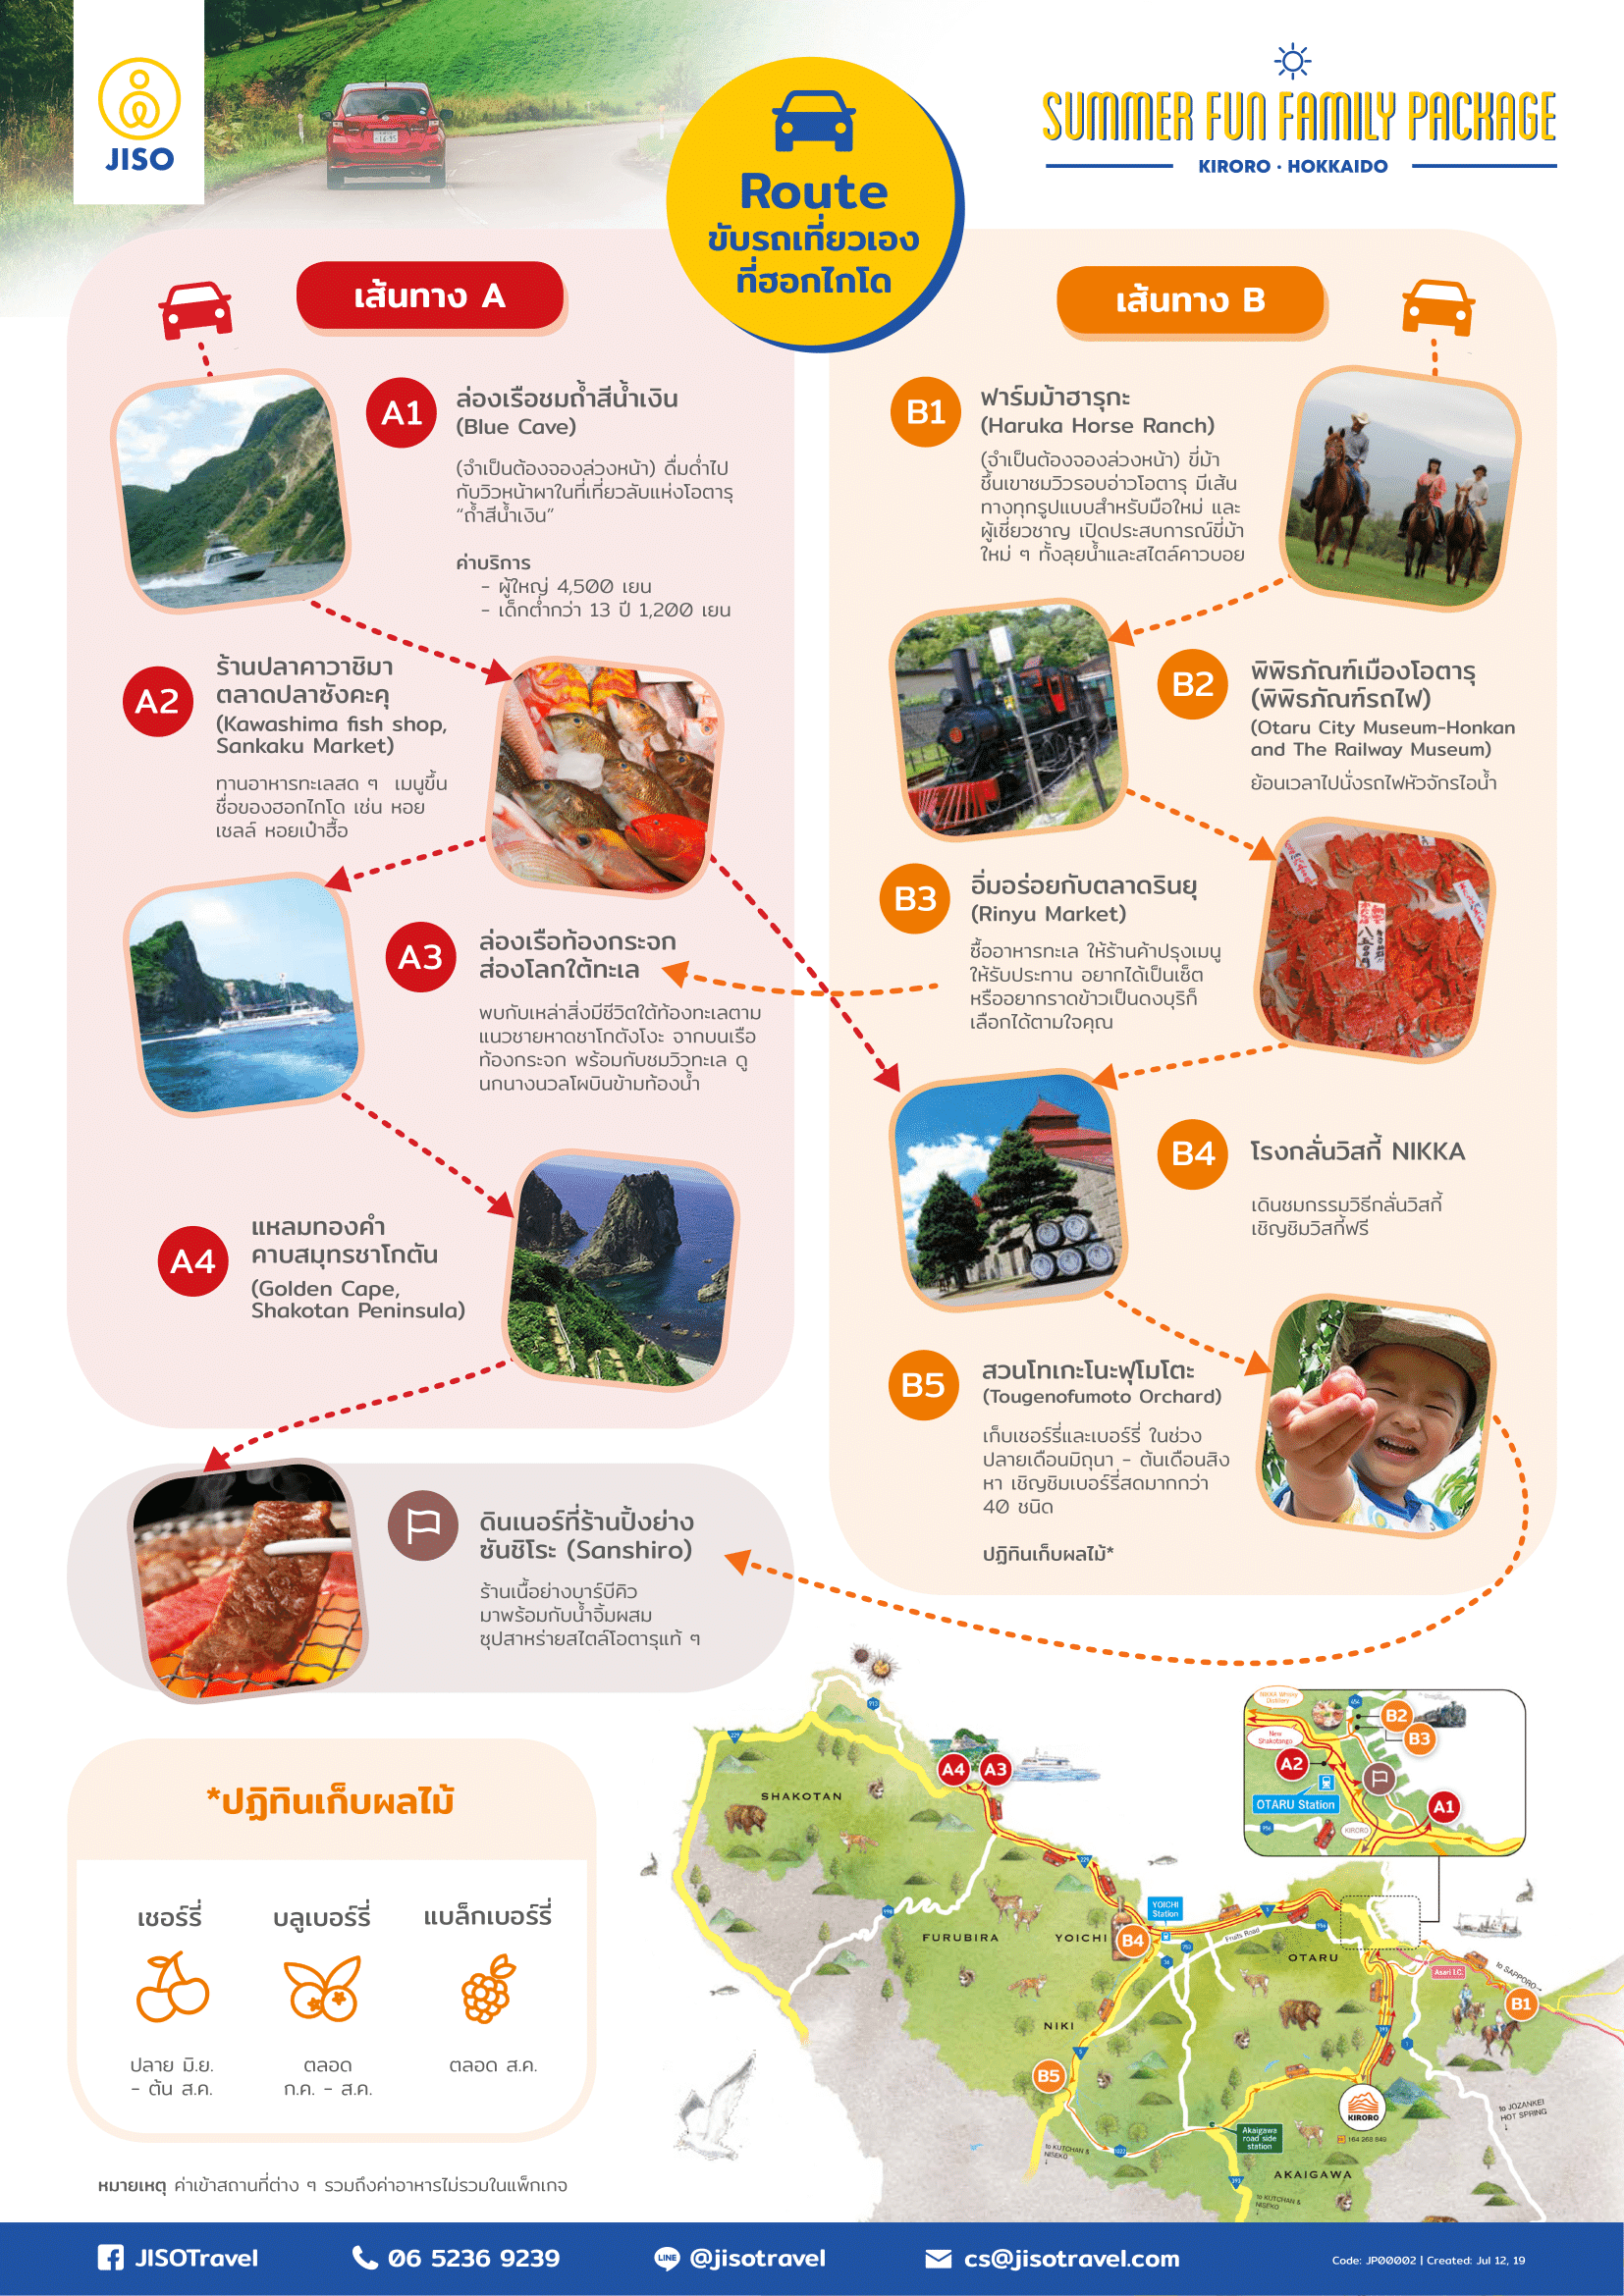 JISO
SUMMER FUN FAMILY PACKAGE
KIRORO · HOKKAIDO
Route
ขับรถเที่ยวเอง
ที่ฮอกไกโด
เส้นทาง A
A1
ล่องเรือชมถ้ำสีน้ำเงิน
(Blue Cave)
(จำเป็นต้องจองล่วงหน้า) ดื่มด่ำไป
กับวิวหน้าผาในที่เที่ยวลับแห่งโอตารุ
“ถ้ำสีน้ำเงิน”
ค่าบริการ
- ผู้ใหญ่ 4,500 เยน
- เด็กต่ำกว่า 13 ปี 1,200 เยน
A2
ร้านปลาคาวาชิมา
ตลาดปลาซังคะคุ
(Kawashima fish shop,
Sankaku Market)
ทานอาหารทะเลสด ๆ เมนูขึ้น
ชื่อของฮอกไกโด เช่น หอย
เชลล์ หอยเป๋าฮื้อ
A3
ล่องเรือท้องกระจก
ส่องโลกใต้ทะเล
พบกับเหล่าสิ่งมีชีวิตใต้ท้องทะเลตาม
แนวชายหาดชาโกตังโงะ จากบนเรือ
ท้องกระจก พร้อมกับชมวิวทะเล ดู
นกนางนวลโผบินข้ามท้องน้ำ
A4
แหลมทองคำ
คาบสมุทรชาโกตัน
(Golden Cape,
Shakotan Peninsula)
ดินเนอร์ที่ร้านปิ้งย่าง
ซันชิโระ (Sanshiro)
ร้านเนื้อย่างบาร์บีคิว
มาพร้อมกับน้ำจิ้มผสม
ซุปสาหร่ายสไตล์โอตารุแท้ ๆ
เส้นทาง B
B1
ฟาร์มม้าฮารุกะ
(Haruka Horse Ranch)
(จำเป็นต้องจองล่วงหน้า) ขี่ม้า
ขึ้นเขาชมวิวรอบอ่าวโอตารุ มีเส้น
ทางทุกรูปแบบสำหรับมือใหม่ และ
ผู้เชี่ยวชาญ เปิดประสบการณ์ขี่ม้า
ใหม่ ๆ ทั้งลุยน้ำและสไตล์คาวบอย
B2
พิพิธภัณฑ์เมืองโอตารุ
(พิพิธภัณฑ์รถไฟ)
(Otaru City Museum-Honkan
and The Railway Museum)
ย้อนเวลาไปนั่งรถไฟหัวจักรไอน้ำ
B3
อิ่มอร่อยกับตลาดรินยุ
(Rinyu Market)
ซื้ออาหารทะเล ให้ร้านค้าปรุงเมนู
ให้รับประทาน อยากได้เป็นเซ็ต
หรืออยากราดข้าวเป็นดงบุริก็
เลือกได้ตามใจคุณ
B4
โรงกลั่นวิสกี้ NIKKA
เดินชมกรรมวิธีกลั่นวิสกี้
เชิญชิมวิสกี้ฟรี
B5
สวนโทเกะโนะฟุโมโตะ
(Tougenofumoto Orchard)
เก็บเชอร์รี่และเบอร์รี่ ในช่วง
ปลายเดือนมิถุนา - ต้นเดือนสิง
หา เชิญชิมเบอร์รี่สดมากกว่า
40 ชนิด
ปฏิทินเก็บผลไม้*
*ปฏิทินเก็บผลไม้
เชอร์รี่
บลูเบอร์รี่
แบล็กเบอร์รี่
ปลาย มิ.ย.
- ต้น ส.ค.
ตลอด
ก.ค. - ส.ค.
ตลอด ส.ค.
หมายเหตุ ค่าเข้าสถานที่ต่าง ๆ รวมถึงค่าอาหารไม่รวมในแพ็กเกจ
NIKKA Whisky
Distillery
New
Shakotango
454
B2
B3
A2
A1
OTARU Station
956
KIRORO
913
229
A4
A3
SHAKOTAN
229
998
FURUBIRA
YOICHI
YOICHI
Station
B4
5
Fruits Road
956
753
36
OTARU
Asari I.C.
to SAPPORO
B1
NIKI
5
393
1
B5
KIRORO
164 268 849
to JOZANKEI
HOT SPRING
Akaigawa
road side
station
1022
to KUTCHAN &
NISEKO
393
AKAIGAWA
to KUTCHAN &
NISEKO
JISOTravel
06 5236 9239
LINE
@jisotravel
cs@jisotravel.com
Code: JP00002 | Created: Jul 12, 19